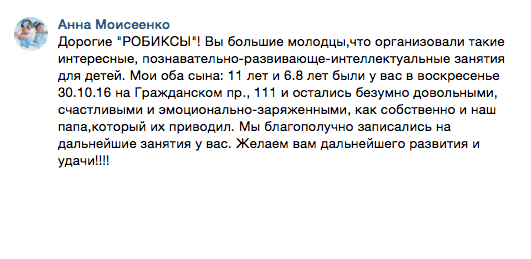 Анна Моисеенко
Дорогие "РОБИКСЫ"! Вы большие молодцы,что организовали такие
интересные, познавательно-развивающе-интеллектуальные занятия
для детей. Мои оба сына: 11 лет и 6.8 лет были у вас в воскресенье
30.10.16 на Гражданском пр., 111 и остались безумно довольными,
счастливыми и эмоционально-заряженными, как собственно и наш
папа,который их приводил. Мы благополучно записались на
дальнейшие занятия у вас. Желаем вам дальнейшего развития и
удачи!!!!